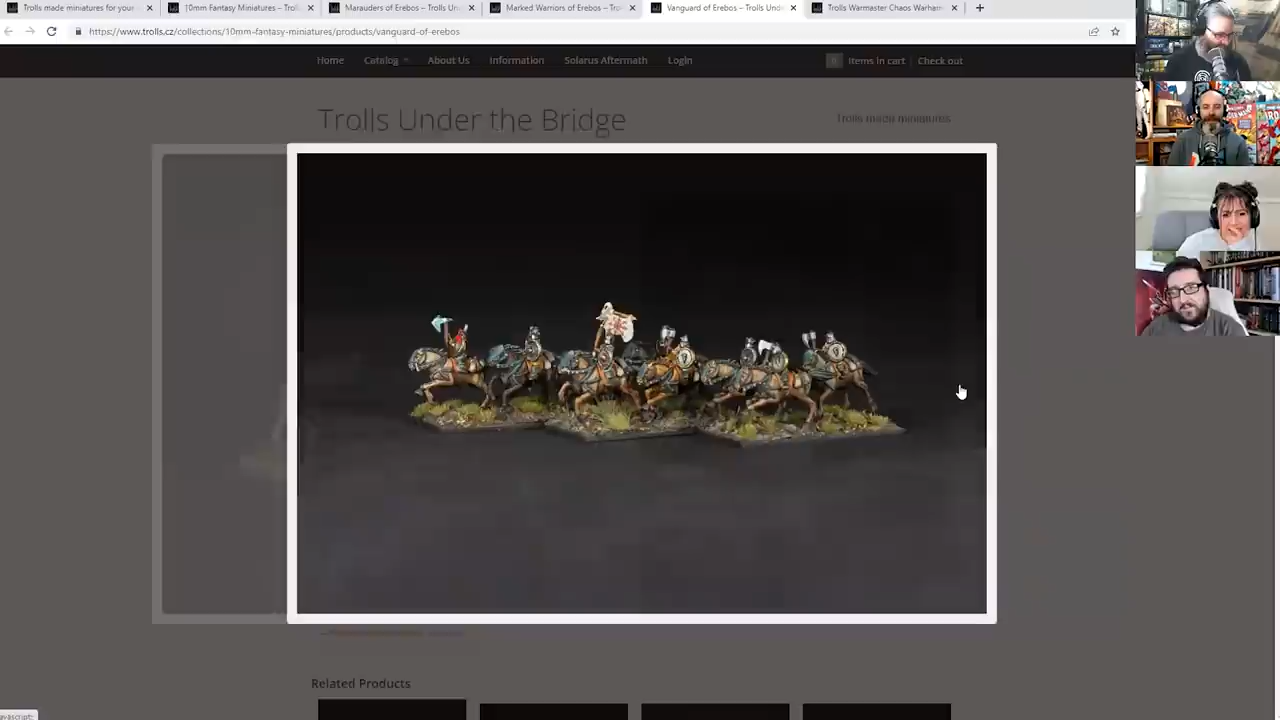 Trolls made miniatures for your
10mm Fantasy Miniatures – Troll
Marauders of Erebos – Trolls Un
Marked Warriors of Erebos – Tro
Vanguard of Erebos – Trolls Und
Trolls Warmaster Chaos Warham
https://www.trolls.cz/collections/10mm-fantasy-miniatures/products/vanguard-of-erebos
Home Catalog About Us Information Solarus Aftermath Login Items in cart Check out
Trolls Under the Bridge
Trolls made miniatures
Related Products